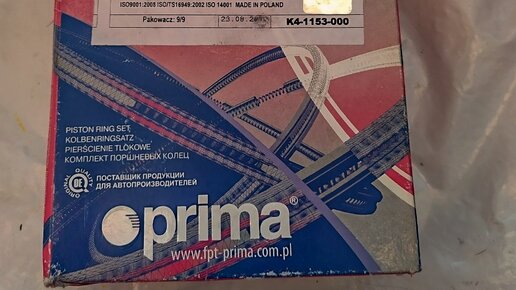 ISO9001:2008 ISO/TS16949:2002 ISO 14001 MADE IN POLAND
Pakowacz: 9/9
K4-1153-000
PISTON RING SET
KOLBENRINGSATZ
PIERŚCIENIE TŁOKOWE
КОМПЛЕКТ ПОРШНЕВЫХ КОЛЕЦ
ORIGINAL QUALITY
OE
ПОСТАВЩИК ПРОДУКЦИИ
ДЛЯ АВТОПРОИЗВОДИТЕЛЕЙ
prima®
www.fpt-prima.com.pl